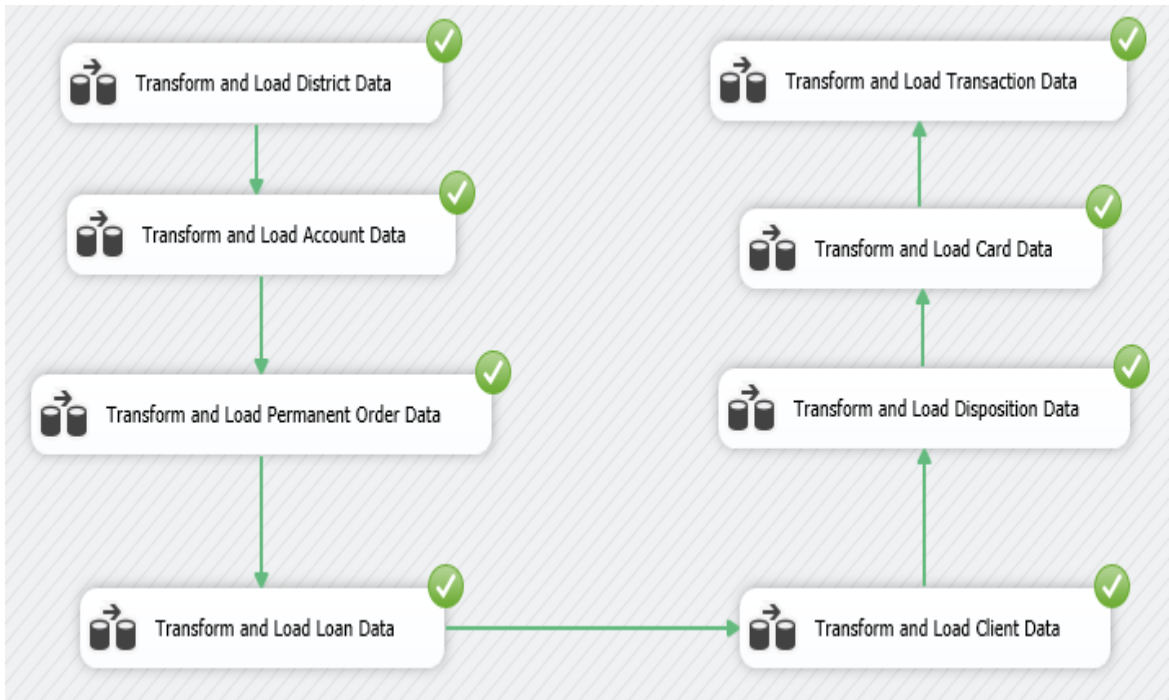 Transform and Load District Data
Transform and Load Account Data
Transform and Load Permanent Order Data
Transform and Load Loan Data
Transform and Load Client Data
Transform and Load Disposition Data
Transform and Load Card Data
Transform and Load Transaction Data